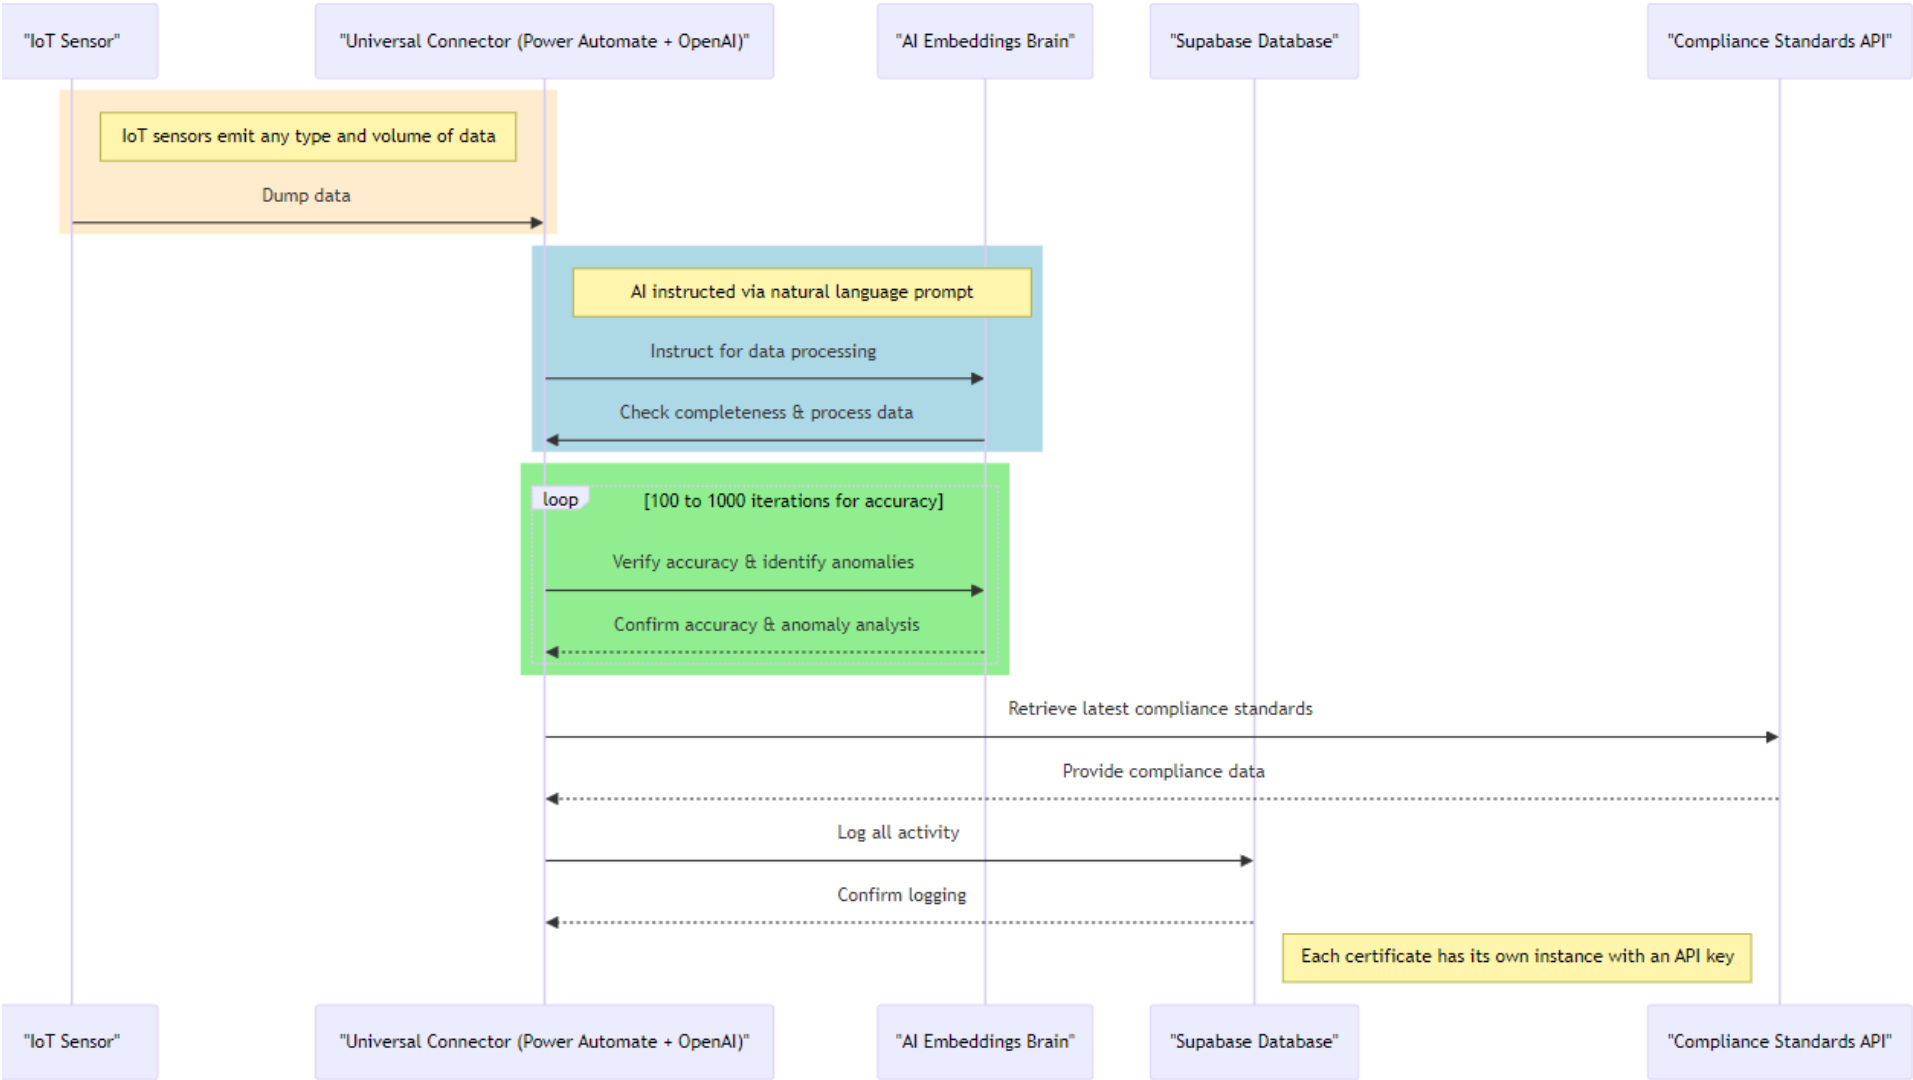 "IoT Sensor"
"Universal Connector (Power Automate + OpenAI)"
"AI Embeddings Brain"
"Supabase Database"
"Compliance Standards API"
IoT sensors emit any type and volume of data
Dump data
AI instructed via natural language prompt
Instruct for data processing
Check completeness & process data
loop
[100 to 1000 iterations for accuracy]
Verify accuracy & identify anomalies
Confirm accuracy & anomaly analysis
Retrieve latest compliance standards
Provide compliance data
Log all activity
Confirm logging
Each certificate has its own instance with an API key
"IoT Sensor"
"Universal Connector (Power Automate + OpenAI)"
"AI Embeddings Brain"
"Supabase Database"
"Compliance Standards API"